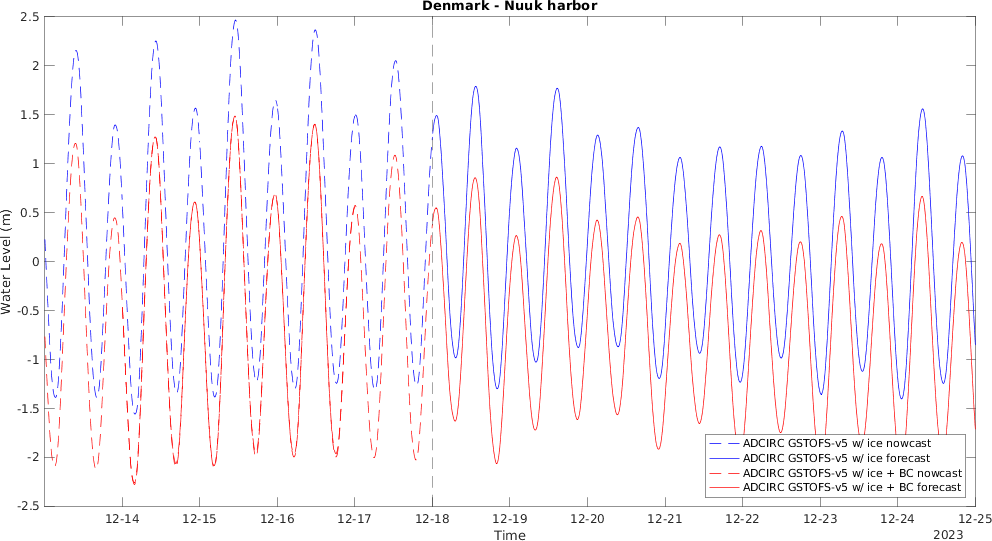 Denmark - Nuuk harbor
2.5
2
1.5
1
0.5
0
-0.5
-1
-1.5
-2
-2.5
Water Level (m)
ADCIRC GSTOFS-v5 w/ ice nowcast
ADCIRC GSTOFS-v5 w/ ice forecast
ADCIRC GSTOFS-v5 w/ ice + BC nowcast
ADCIRC GSTOFS-v5 w/ ice + BC forecast
12-14 12-15 12-16 12-17 12-18 12-19 12-20 12-21 12-22 12-23 12-24 12-25
Time
2023